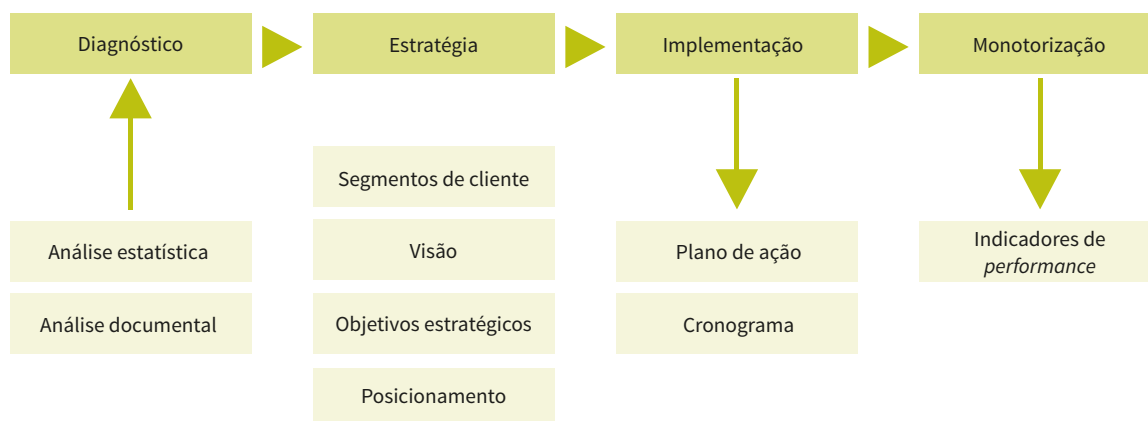 Diagnóstico
Estratégia
Implementação
Monotorização
Segmentos de cliente
Análise estatística
Visão
Plano de ação
Indicadores de
performance
Análise documental
Objetivos estratégicos
Cronograma
Posicionamento